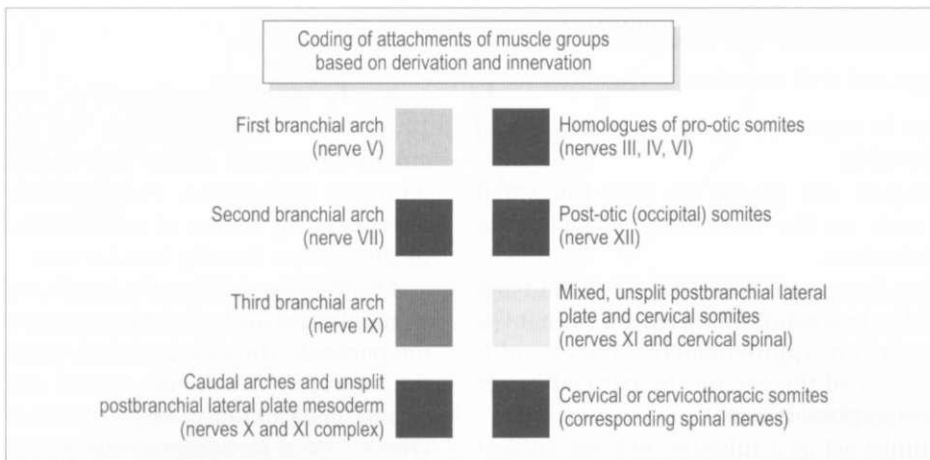 Coding of attachments of muscle groups
based on derivation and innervation
First branchial arch
(nerve V)
Homologues of pro-otic somites
(nerves III, IV, VI)
Second branchial arch
(nerve VII)
Post-otic (occipital) somites
(nerve XII)
Third branchial arch
(nerve IX)
Mixed, unsplit postbranchial lateral
plate and cervical somites
(nerves XI and cervical spinal)
Caudal arches and unsplit
postbranchial lateral plate mesoderm
(nerves X and XI complex)
Cervical or cervicothoracic somites
(corresponding spinal nerves)